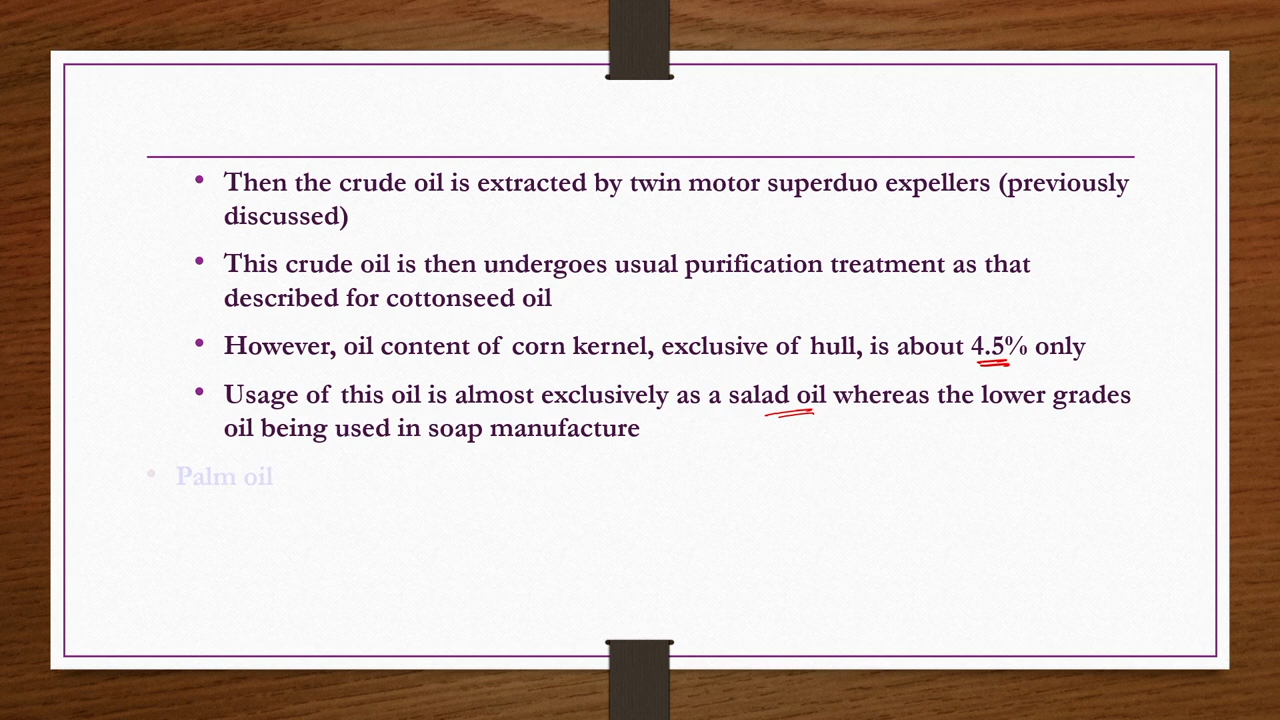 • Then the crude oil is extracted by twin motor superduo expellers (previously
discussed)
• This crude oil is then undergoes usual purification treatment as that
described for cottonseed oil
• However, oil content of corn kernel, exclusive of hull, is about 4.5% only
• Usage of this oil is almost exclusively as a salad oil whereas the lower grades
oil being used in soap manufacture
• Palm oil